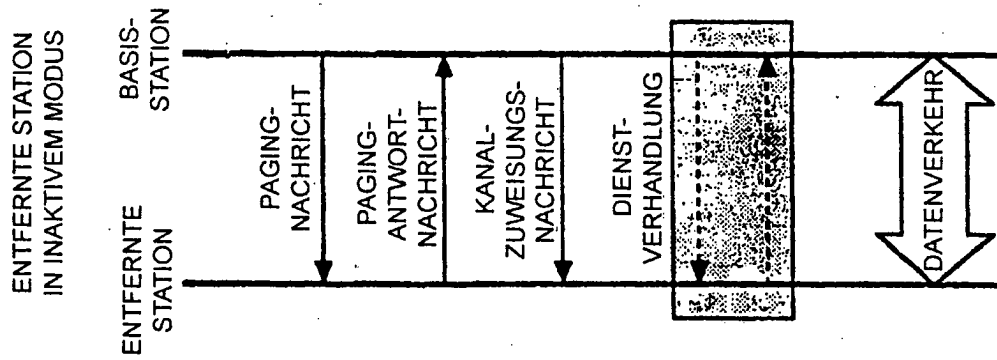 ENTFERNTE STATION
IN INAKTIVEM MODUS
ENTFERNTE
STATION
BASIS-
STATION
PAGING-
NACHRICHT
PAGING-
ANTWORT-
NACHRICHT
KANAL-
ZUWEISUNGS-
NACHRICHT
DIENST-
VERHANDLUNG
DATENVERKEHR